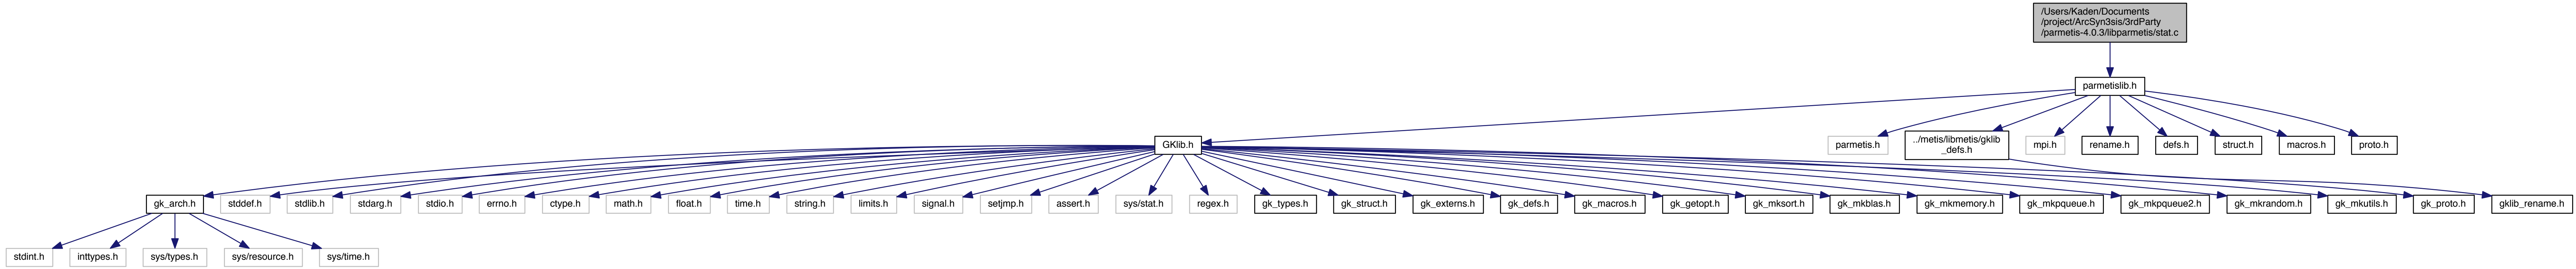 /Users/Kaden/Documents
/project/ArcSyn3sis/3rdParty
/parmetis-4.0.3/libparmetis/stat.c
parmetislib.h
GKlib.h
parmetis.h
../metis/libmetis/gklib
_defs.h
mpi.h
rename.h
defs.h
struct.h
macros.h
proto.h
gk_arch.h
stddef.h
stdlib.h
stdarg.h
stdio.h
errno.h
ctype.h
math.h
float.h
time.h
string.h
limits.h
signal.h
setjmp.h
assert.h
sys/stat.h
regex.h
gk_types.h
gk_struct.h
gk_externs.h
gk_defs.h
gk_macros.h
gk_getopt.h
gk_mksort.h
gk_mkblas.h
gk_mkmemory.h
gk_mkpqueue.h
gk_mkpqueue2.h
gk_mkrandom.h
gk_mkutils.h
gk_proto.h
gklib_rename.h
stdint.h
inttypes.h
sys/types.h
sys/resource.h
sys/time.h